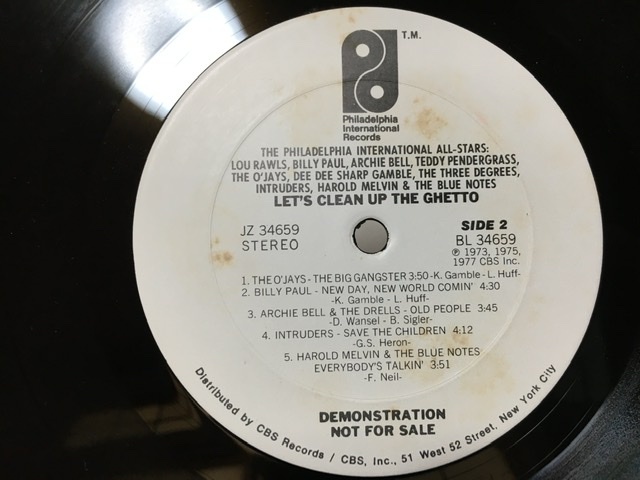 T.M.
Philadelphia
International
Records
THE PHILADELPHIA INTERNATIONAL ALL-STARS:
LOU RAWLS, BILLY PAUL, ARCHIE BELL, TEDDY PENDERGRASS,
THE O'JAYS, DEE DEE SHARP GAMBLE, THE THREE DEGREES,
INTRUDERS, HAROLD MELVIN & THE BLUE NOTES
LET'S CLEAN UP THE GHETTO
JZ 34659
STEREO
SIDE 2
BL 34659
℗ 1973, 1975,
1977 CBS Inc.
1. THE O'JAYS - THE BIG GANGSTER 3:50 -K. Gamble - L. Huff-
2. BILLY PAUL - NEW DAY, NEW WORLD COMIN' 4:30
-K. Gamble - L. Huff-
3. ARCHIE BELL & THE DRELLS - OLD PEOPLE 3:45
-D. Wansel - B. Sigler-
4. INTRUDERS - SAVE THE CHILDREN 4:12
-G.S. Heron-
5. HAROLD MELVIN & THE BLUE NOTES
EVERYBODY'S TALKIN' 3:51
-F. Neil-
DEMONSTRATION
NOT FOR SALE
Distributed by CBS Records / CBS, Inc., 51 West 52 Street, New York City